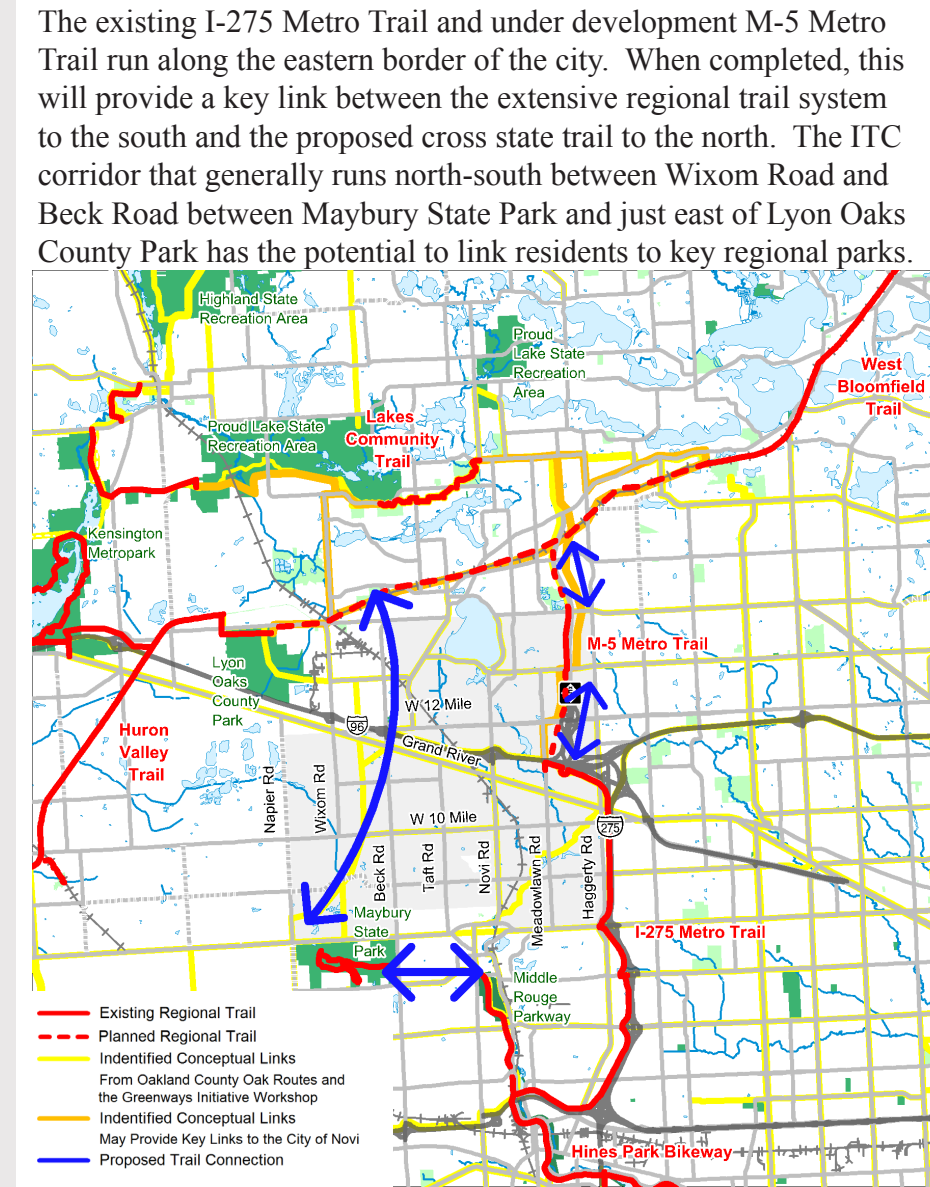 The existing I-275 Metro Trail and under development M-5 Metro
Trail run along the eastern border of the city.  When completed, this
will provide a key link between the extensive regional trail system
to the south and the proposed cross state trail to the north.  The ITC
corridor that generally runs north-south between Wixom Road and
Beck Road between Maybury State Park and just east of Lyon Oaks
County Park has the potential to link residents to key regional parks.
Highland State
Recreation Area
Proud
Lake State
Recreation
Area
West
Bloomfield
Trail
Lakes
Community
Trail
Proud Lake State
Recreation Area
Kensington
Metropark
M-5 Metro Trail
Lyon
Oaks
County
Park
W 12 Mile
96
Huron
Valley
Trail
Grand River
Napier Rd
Wixom Rd
W 10 Mile
275
Beck Rd
Taft Rd
Novi Rd
Meadowlawn Rd
Haggerty Rd
Maybury
State
Park
I-275 Metro Trail
Middle
Rouge
Parkway
Existing Regional Trail
Planned Regional Trail
Indentified Conceptual Links
From Oakland County Oak Routes and
the Greenways Initiative Workshop
Indentified Conceptual Links
May Provide Key Links to the City of Novi
Proposed Trail Connection
Hines Park Bikeway